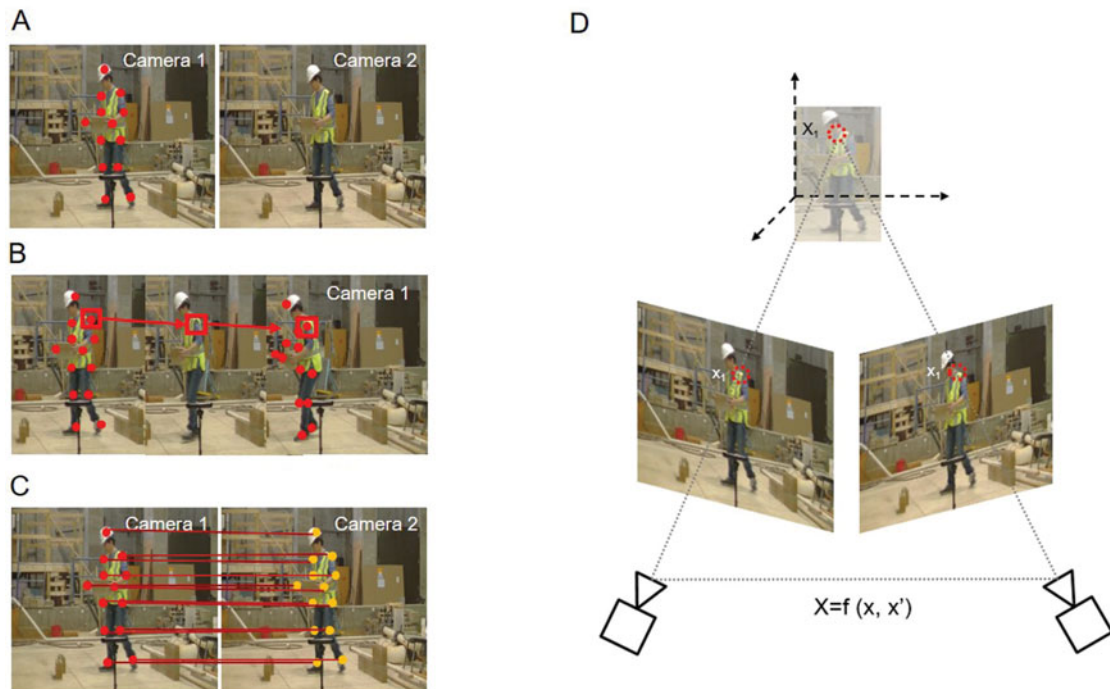 A
Camera 1
Camera 2
B
Camera 1
C
Camera 1
Camera 2
D
X₁
x₁
x₁
X=f (x, x’)